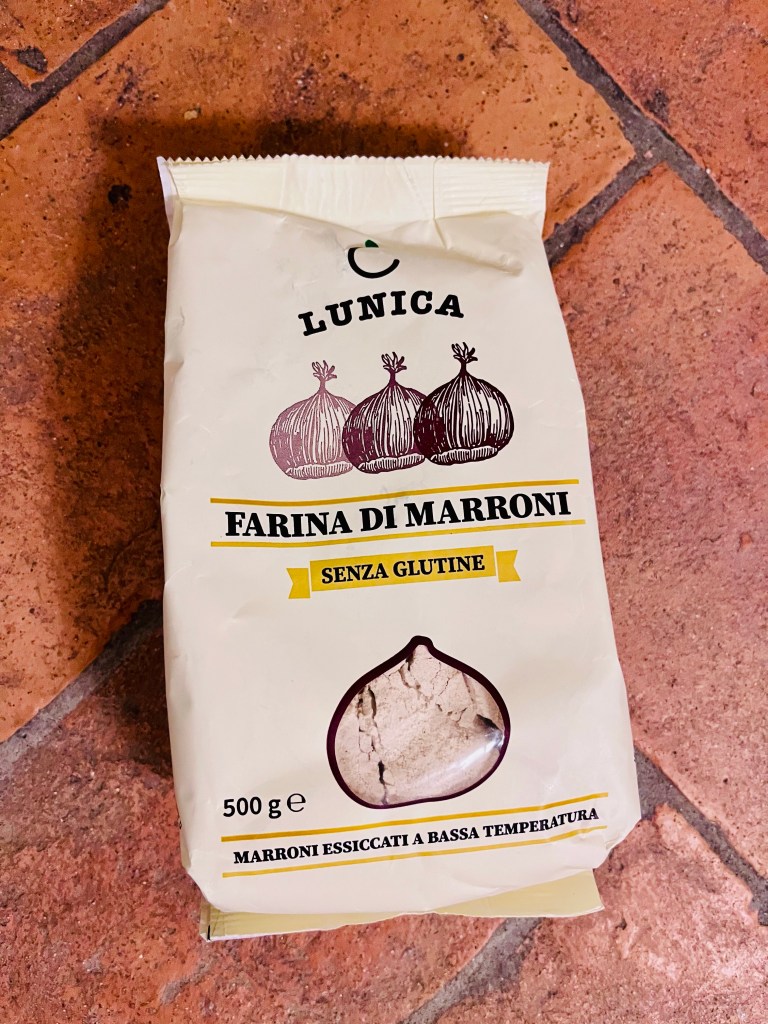 LUNICA
FARINA DI MARRONI
SENZA GLUTINE
500 g ℮
MARRONI ESSICCATI A BASSA TEMPERATURA